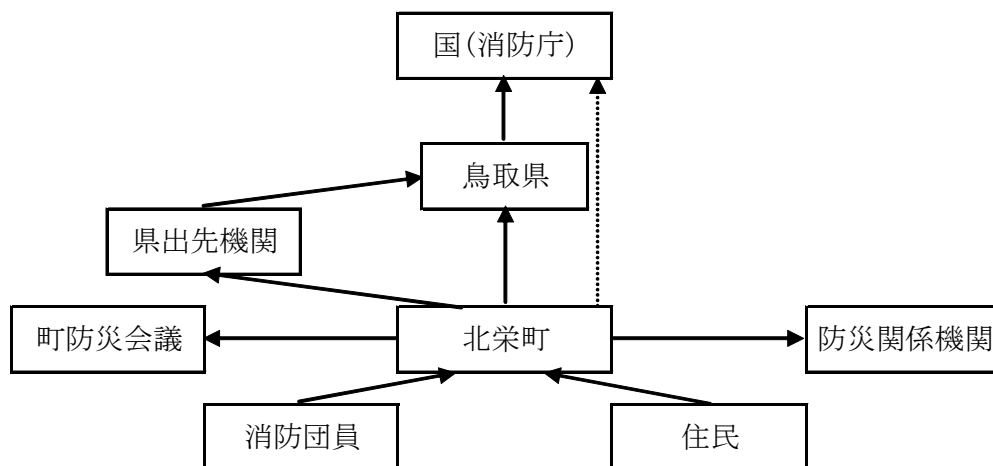 国（消防庁）
鳥取県
県出先機関
町防災会議
北栄町
防災関係機関
消防団員
住民